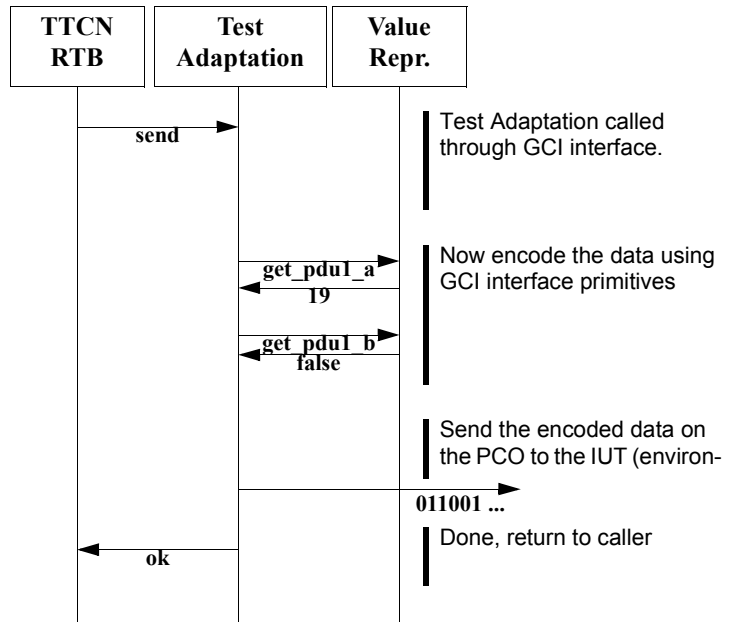 TTCN
RTB
Test
Adaptation
Value
Repr.
send
Test Adaptation called
through GCI interface.
get_pdu1_a
19
Now encode the data using
GCI interface primitives
get_pdu1_b
false
Send the encoded data on
the PCO to the IUT (environ-
011001 ...
Done, return to caller
ok